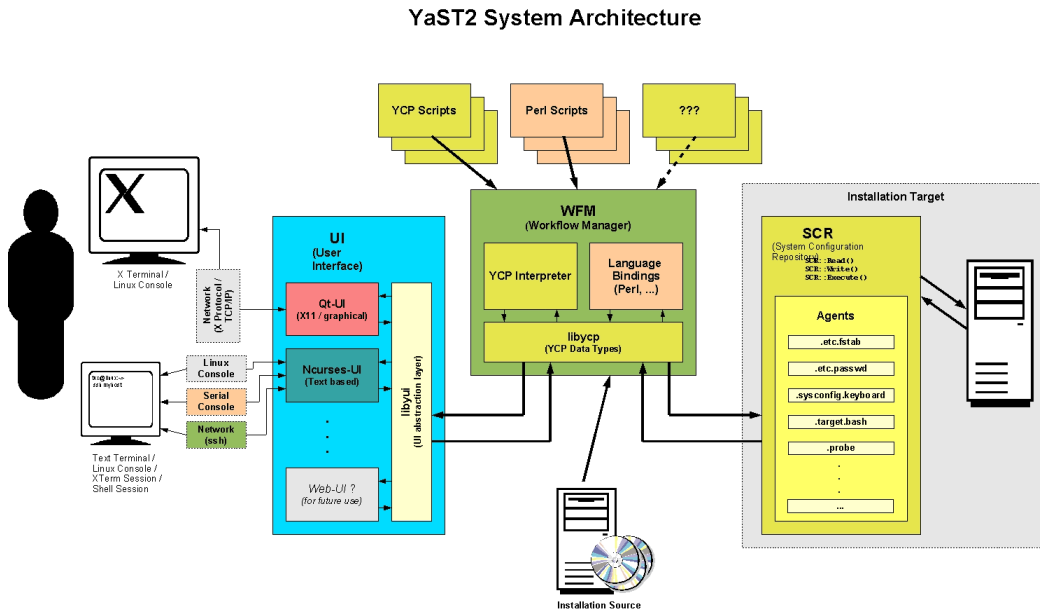 YaST2 System Architecture
YCP Scripts
Perl Scripts
???
WFM
(Workflow Manager)
YCP Interpreter
Language
Bindings
(Perl, ...)
libycp
(YCP Data Types)
X
X Terminal /
Linux Console
Network
(X Protocol /
TCP/IP)
UI
(User
Interface)
Qt-UI
(X11 / graphical)
Ncurses-UI
(Text based)
.
.
.
Web-UI ?
(for future use)
libyui
(UI abstraction layer)
Linux
Console
Serial
Console
Network
(ssh)
Text Terminal /
Linux Console /
XTerm Session /
Shell Session
Installation Target
SCR
(System Configuration
Repository)
SCR::Read()
SCR::Write()
SCR::Execute()
Agents
.etc.fstab
.etc.passwd
.sysconfig.keyboard
.target.bash
.probe
.
.
.
...
Installation Source